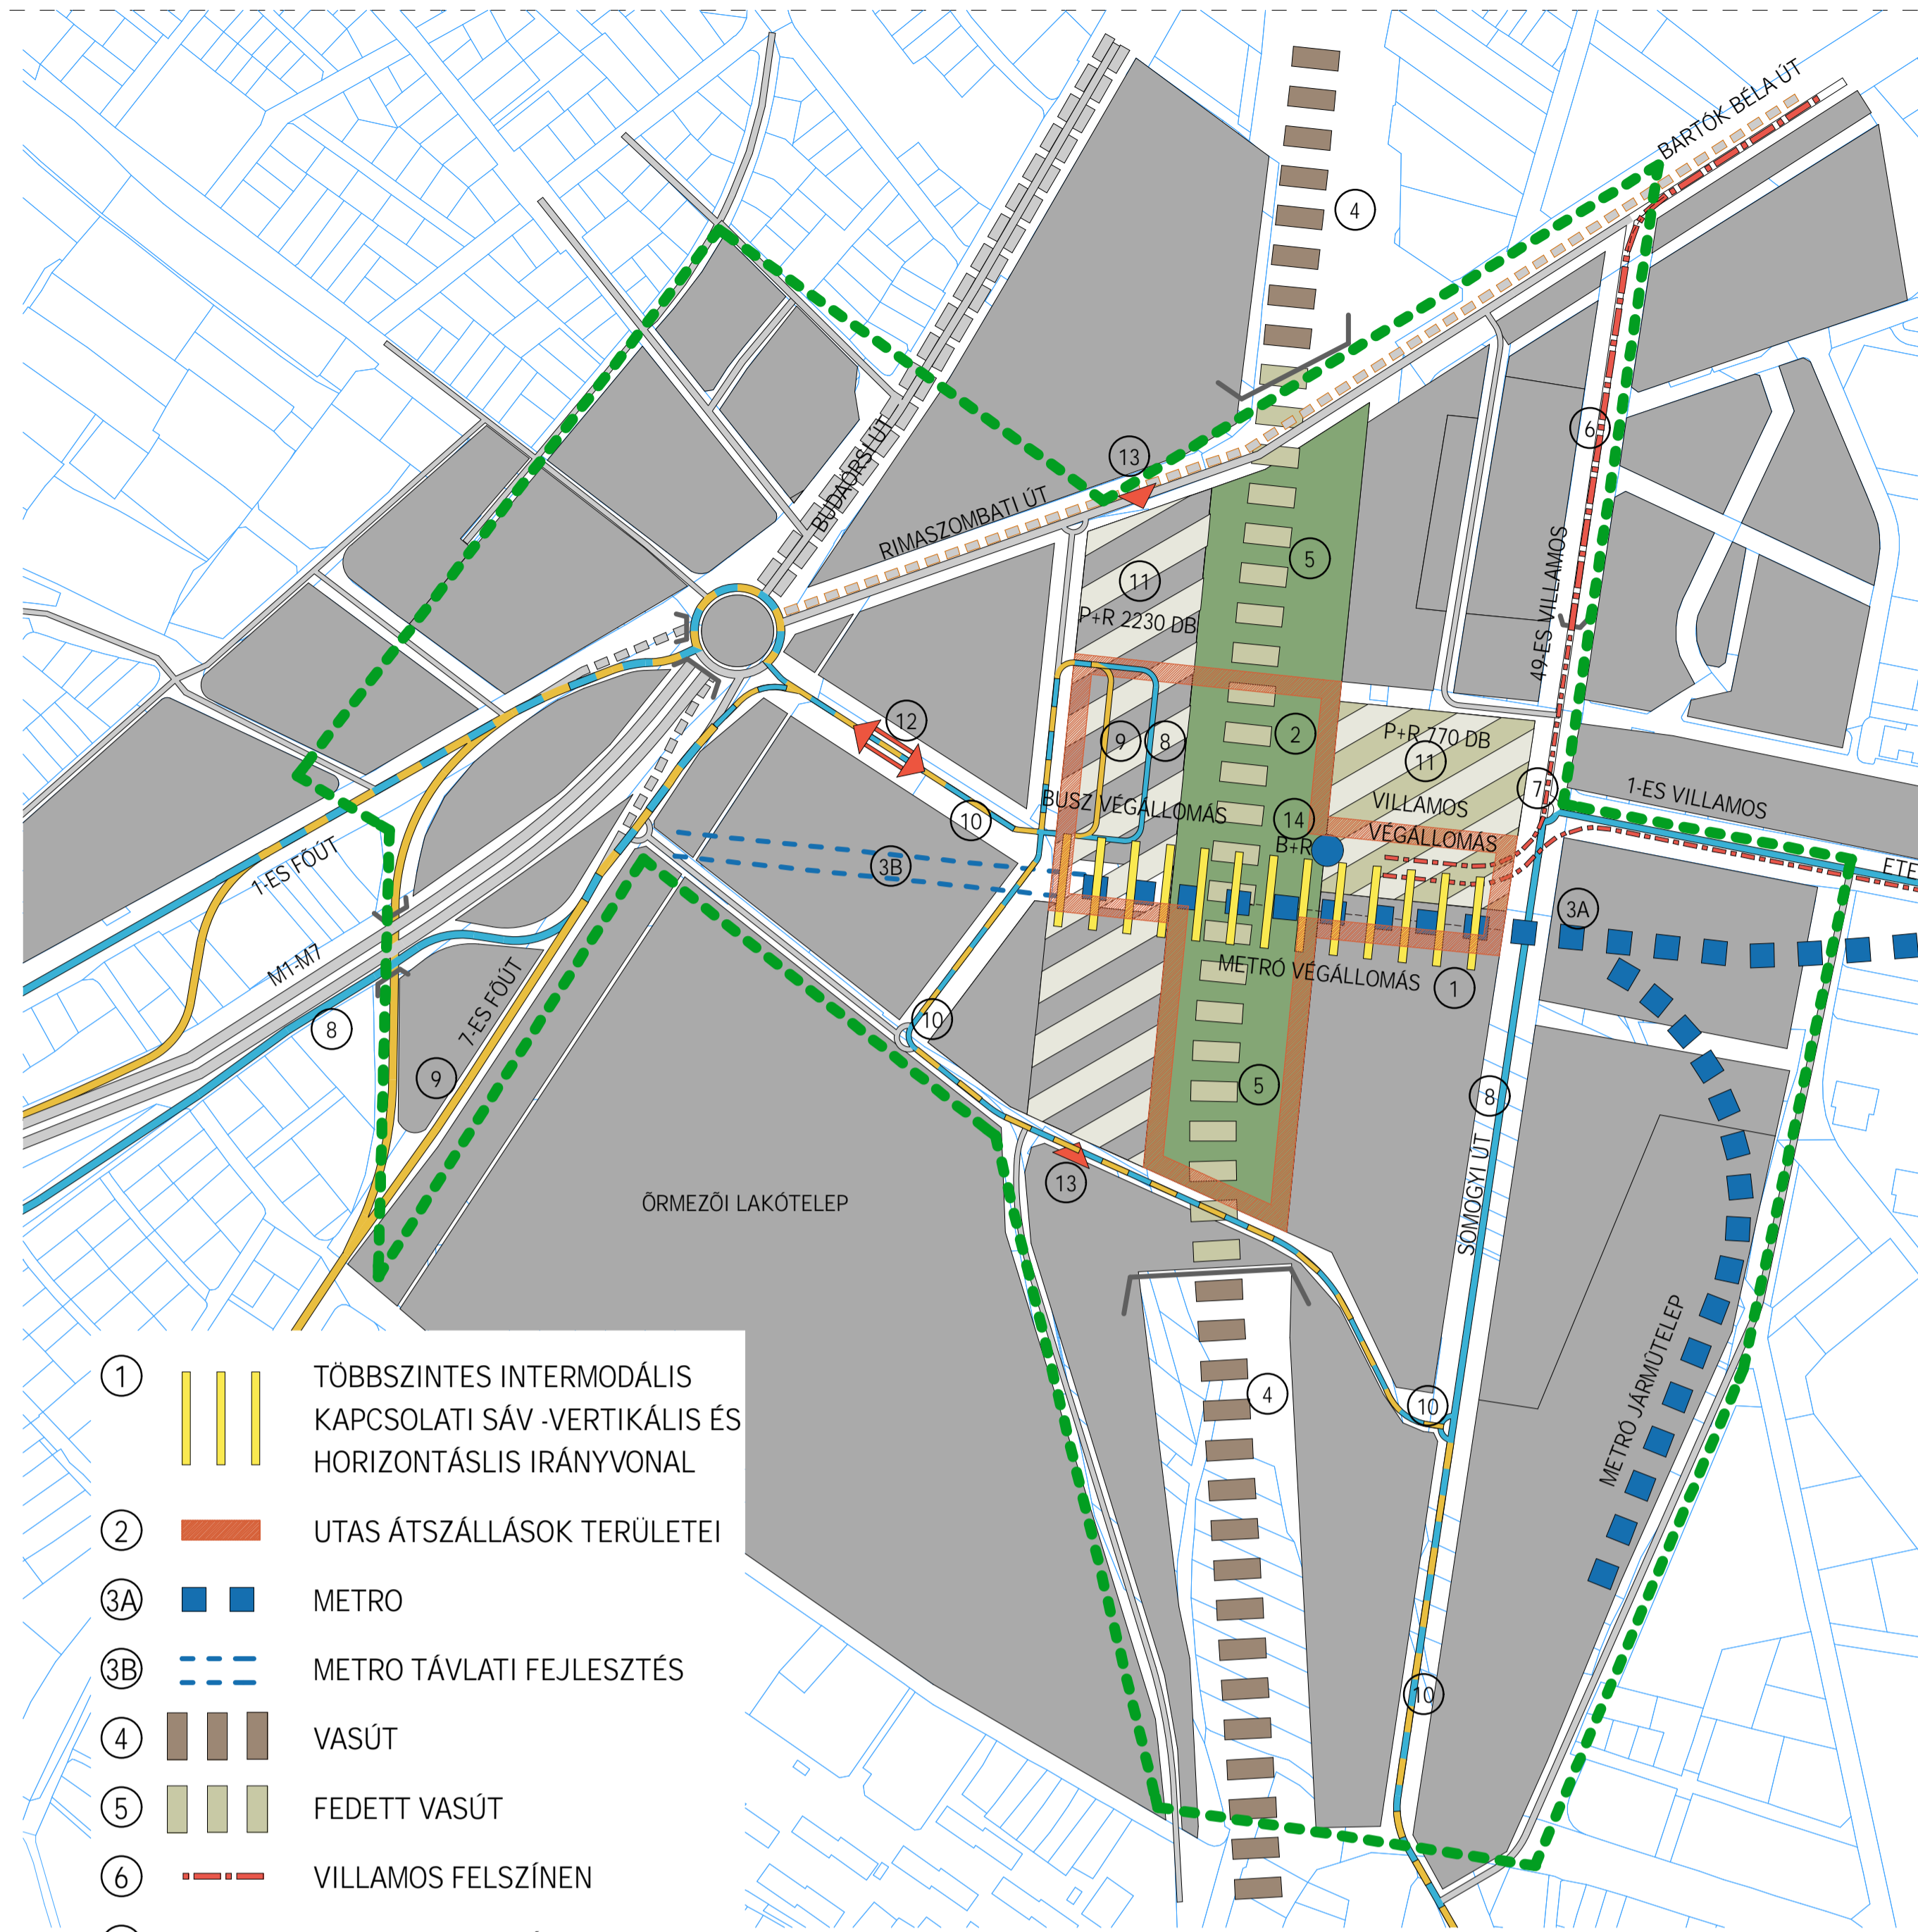 BARTÓK BÉLA ÚT
4
6
13
BUDAÖRSI ÚT
RIMASZOMBATI ÚT
5
11
P+R 2230 DB
49-ES VILLAMOS
12
9
8
2
P+R 770 DB
11
7
1-ES VILLAMOS
BUSZ VÉGÁLLOMÁS
14
B+R
VILLAMOS
VÉGÁLLOMÁS
10
3B
1-ES FÕÚT
ETE
3A
M1-M7
METRÓ VÉGÁLLOMÁS
1
7-ES FÕÚT
8
9
10
5
8
13
ÕRMEZÕI LAKÓTELEP
SOMOGYI ÚT
METRÓ JÁRMÛTELEP
4
10
10
1
TÖBBSZINTES INTERMODÁLIS
KAPCSOLATI SÁV -VERTIKÁLIS ÉS
HORIZONTÁSLIS IRÁNYVONAL
2 UTAS ÁTSZÁLLÁSOK TERÜLETEI
3A METRO
3B METRO TÁVLATI FEJLESZTÉS
4 VASÚT
5 FEDETT VASÚT
6 VILLAMOS FELSZÍNEN